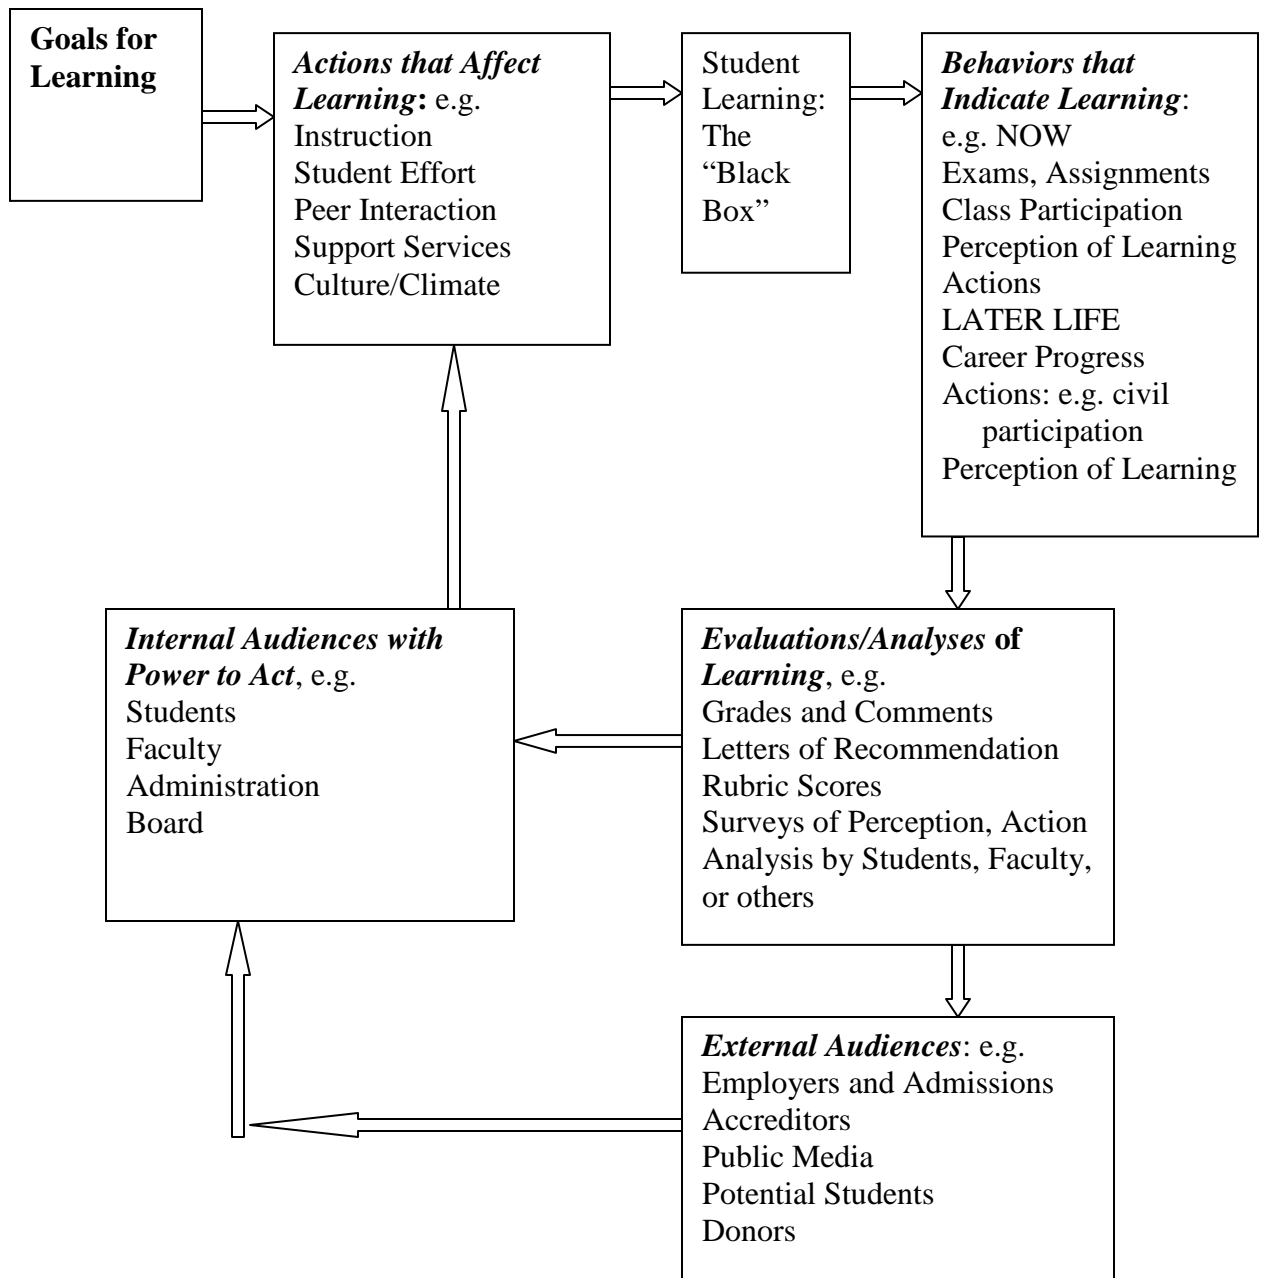 Goals for
Learning
Actions that Affect
Learning: e.g.
Instruction
Student Effort
Peer Interaction
Support Services
Culture/Climate
Student
Learning:
The
“Black
Box”
Behaviors that
Indicate Learning:
e.g. NOW
Exams, Assignments
Class Participation
Perception of Learning
Actions
LATER LIFE
Career Progress
Actions: e.g. civil
participation
Perception of Learning
Internal Audiences with
Power to Act, e.g.
Students
Faculty
Administration
Board
Evaluations/Analyses of
Learning, e.g.
Grades and Comments
Letters of Recommendation
Rubric Scores
Surveys of Perception, Action
Analysis by Students, Faculty,
or others
External Audiences: e.g.
Employers and Admissions
Accreditors
Public Media
Potential Students
Donors